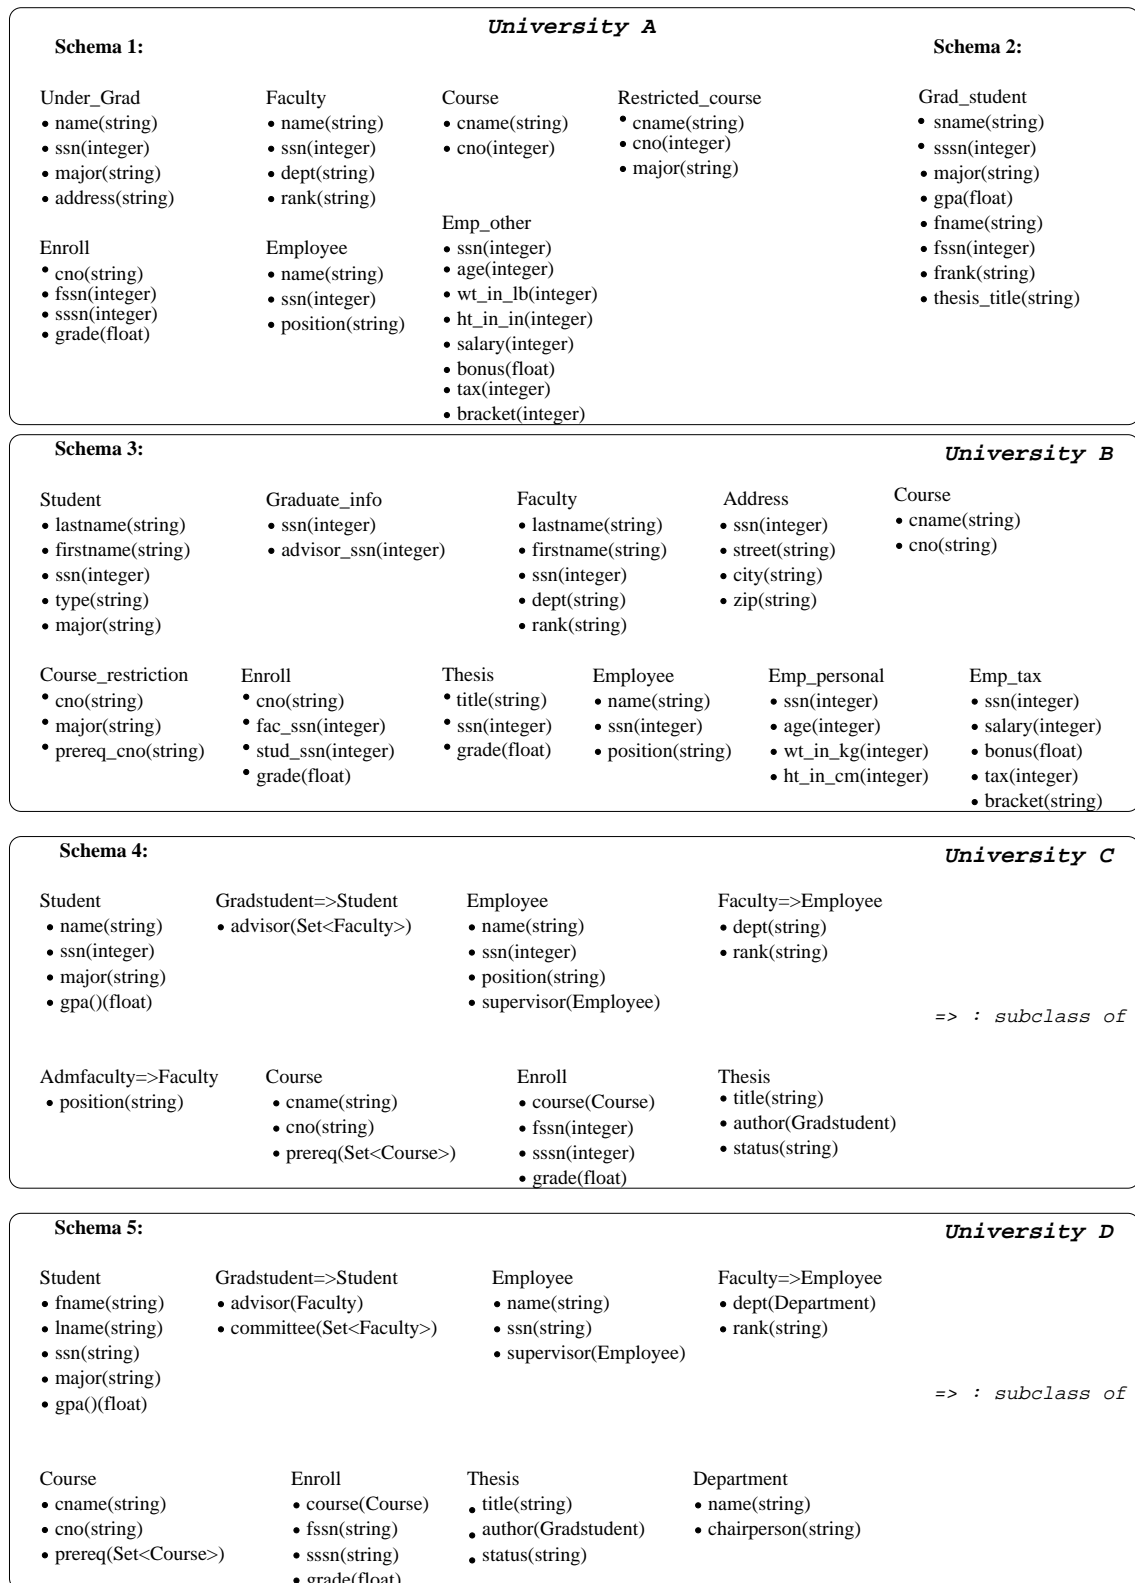 University A
Schema 1:
Schema 2:
Under_Grad
• name(string)
• ssn(integer)
• major(string)
• address(string)
Faculty
• name(string)
• ssn(integer)
• dept(string)
• rank(string)
Course
• cname(string)
• cno(integer)
Restricted_course
• cname(string)
• cno(integer)
• major(string)
Grad_student
• sname(string)
• sssn(integer)
• major(string)
• gpa(float)
• fname(string)
• fssn(integer)
• frank(string)
• thesis_title(string)
Enroll
• cno(string)
• fssn(integer)
• sssn(integer)
• grade(float)
Employee
• name(string)
• ssn(integer)
• position(string)
Emp_other
• ssn(integer)
• age(integer)
• wt_in_lb(integer)
• ht_in_in(integer)
• salary(integer)
• bonus(float)
• tax(integer)
• bracket(integer)
Schema 3:
University B
Student
• lastname(string)
• firstname(string)
• ssn(integer)
• type(string)
• major(string)
Graduate_info
• ssn(integer)
• advisor_ssn(integer)
Faculty
• lastname(string)
• firstname(string)
• ssn(integer)
• dept(string)
• rank(string)
Address
• ssn(integer)
• street(string)
• city(string)
• zip(string)
Course
• cname(string)
• cno(string)
Course_restriction
• cno(string)
• major(string)
• prereq_cno(string)
Enroll
• cno(string)
• fac_ssn(integer)
• stud_ssn(integer)
• grade(float)
Thesis
• title(string)
• ssn(integer)
• grade(float)
Employee
• name(string)
• ssn(integer)
• position(string)
Emp_personal
• ssn(integer)
• age(integer)
• wt_in_kg(integer)
• ht_in_cm(integer)
Emp_tax
• ssn(integer)
• salary(integer)
• bonus(float)
• tax(integer)
• bracket(string)
Schema 4:
University C
Student
• name(string)
• ssn(integer)
• major(string)
• gpa()(float)
Gradstudent=>Student
• advisor(Set<Faculty>)
Employee
• name(string)
• ssn(integer)
• position(string)
• supervisor(Employee)
Faculty=>Employee
• dept(string)
• rank(string)
=> : subclass of
Admfaculty=>Faculty
• position(string)
Course
• cname(string)
• cno(string)
• prereq(Set<Course>)
Enroll
• course(Course)
• fssn(integer)
• sssn(integer)
• grade(float)
Thesis
• title(string)
• author(Gradstudent)
• status(string)
Schema 5:
University D
Student
• fname(string)
• lname(string)
• ssn(string)
• major(string)
• gpa()(float)
Gradstudent=>Student
• advisor(Faculty)
• committee(Set<Faculty>)
Employee
• name(string)
• ssn(string)
• supervisor(Employee)
Faculty=>Employee
• dept(Department)
• rank(string)
=> : subclass of
Course
• cname(string)
• cno(string)
• prereq(Set<Course>)
Enroll
• course(Course)
• fssn(string)
• sssn(string)
• grade(float)
Thesis
• title(string)
• author(Gradstudent)
• status(string)
Department
• name(string)
• chairperson(string)